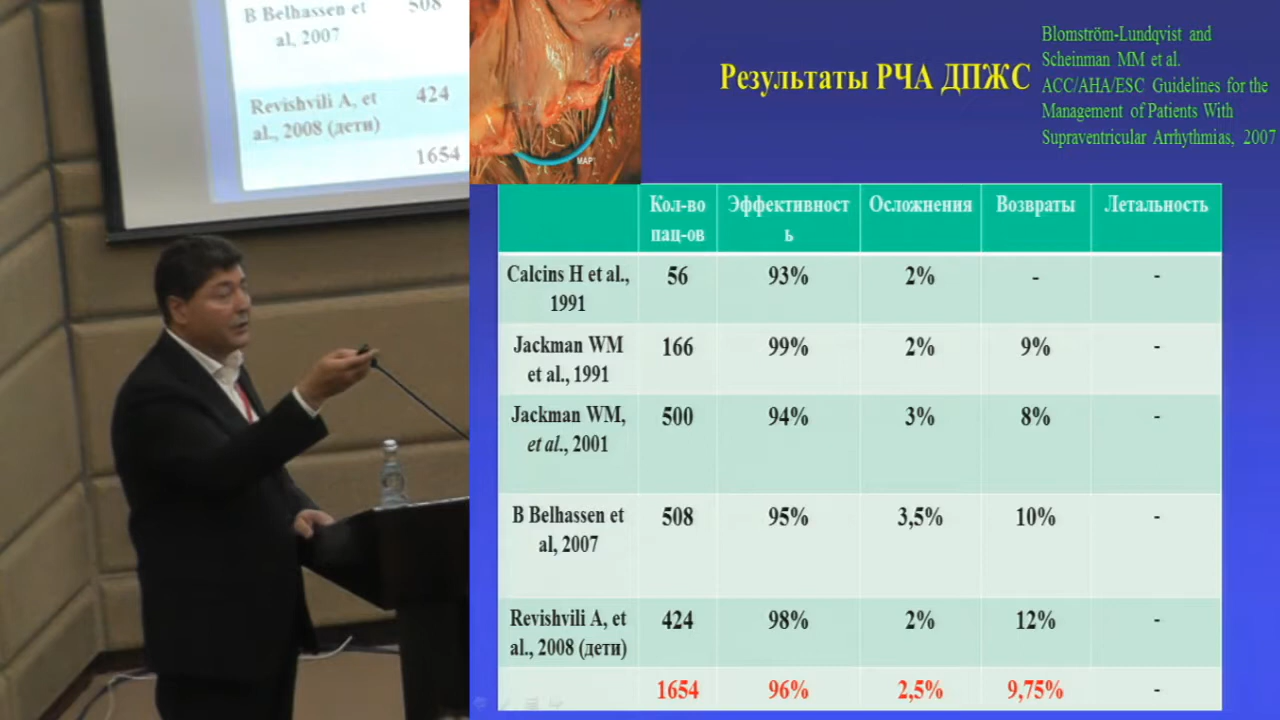 B Belhassen et 508
al, 2007
Revishvili A, et 424
al., 2008 (дети)
1654
МАР
Результаты РЧА ДПЖС
Blomström-Lundqvist and
Scheinman MM et al.
ACC/AHA/ESC Guidelines for the
Management of Patients With
Supraventricular Arrhythmias, 2007
Кол-во Эффективност Осложнения Возвраты Летальность
пац-ов ь
Calcins H et al., 56 93% 2% - -
1991
Jackman WM 166 99% 2% 9% -
et al., 1991
Jackman WM, 500 94% 3% 8% -
et al., 2001
B Belhassen et 508 95% 3,5% 10% -
al, 2007
Revishvili A, et 424 98% 2% 12% -
al., 2008 (дети)
1654 96% 2,5% 9,75% -